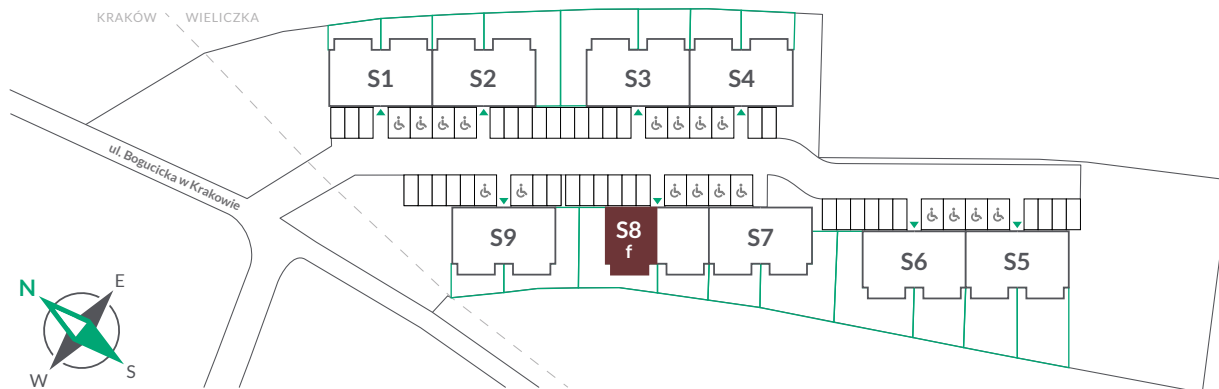 KRAKÓW
WIELICZKA
S1
S2
S3
S4
ul. Bogucicka w Krakowie
S9
S8
f
S7
S6
S5
N
E
W
S